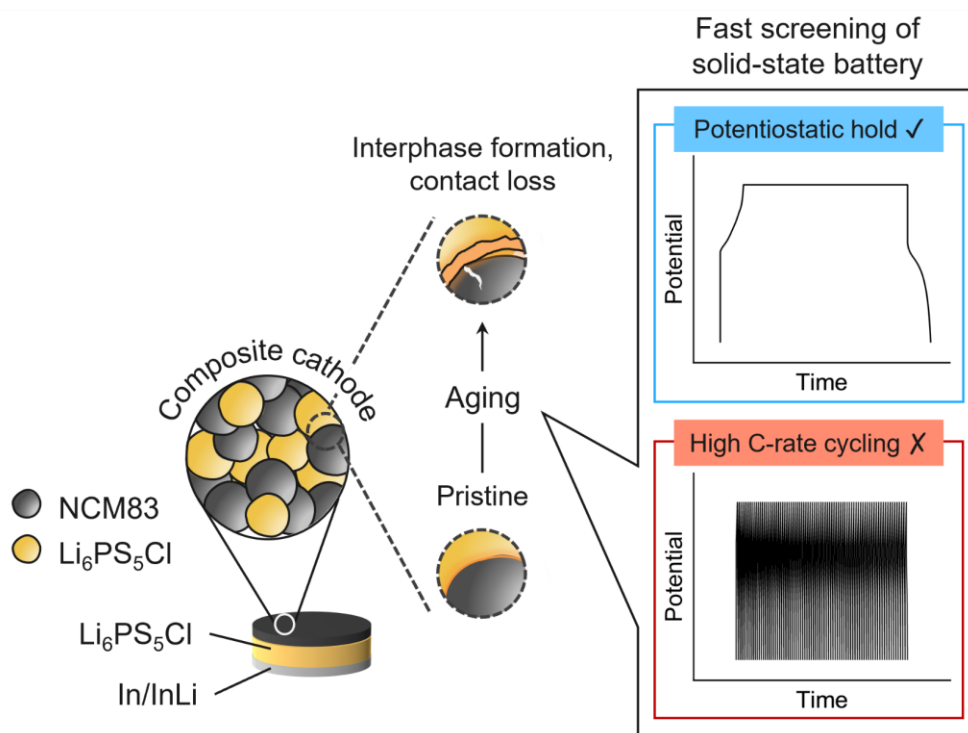 Fast screening of
solid-state battery
Potentiostatic hold ✓
Potential
Time
High C-rate cycling ✗
Potential
Time
Interphase formation,
contact loss
Aging
Pristine
Composite cathode
NCM83
Li₆PS₅Cl
Li₆PS₅Cl
In/InLi